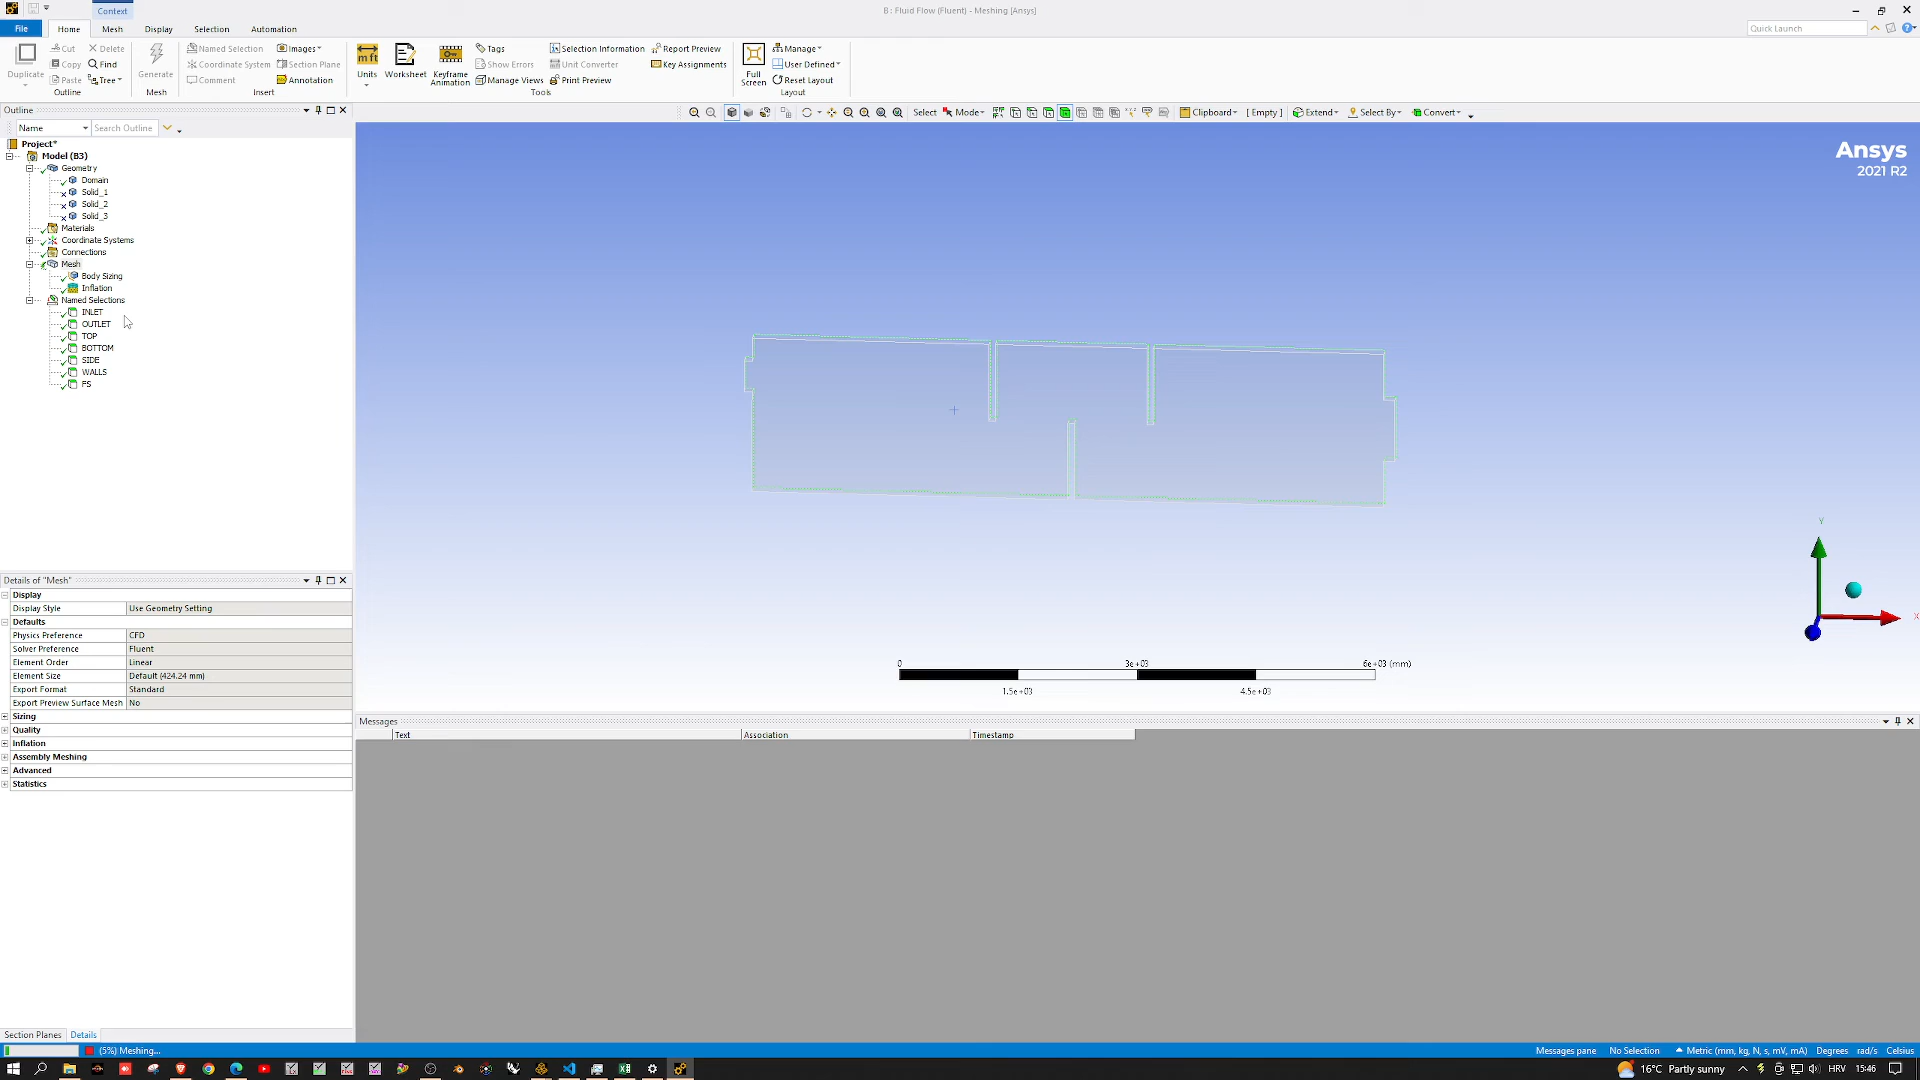 Context
B : Fluid Flow (Fluent) - Meshing [Ansys]
File Home Mesh Display Selection Automation
Quick Launch
Duplicate
Cut
Copy
Paste
Delete
Find
Tree
Outline
Generate
Mesh
Named Selection
Coordinate System
Comment
Images
Section Plane
Annotation
Insert
m ft
Units
Worksheet
Keyframe
Animation
Tags
Show Errors
Manage Views
Selection Information
Unit Converter
Print Preview
Report Preview
Key Assignments
Tools
Full
Screen
Manage
User Defined
Reset Layout
Layout
Outline
Name Search Outline
Select Mode Clipboard [ Empty ] Extend Select By Convert
Project*
Model (B3)
Geometry
Domain
Solid_1
Solid_2
Solid_3
Materials
Coordinate Systems
Connections
Mesh
Body Sizing
Inflation
Named Selections
INLET
OUTLET
TOP
BOTTOM
SIDE
WALLS
FS
Ansys
2021 R2
Y
X
0 3e+03 6e+03 (mm)
1.5e+03 4.5e+03
Details of "Mesh"
Display
Display Style Use Geometry Setting
Defaults
Physics Preference CFD
Solver Preference Fluent
Element Order Linear
Element Size Default (424.24 mm)
Export Format Standard
Export Preview Surface Mesh No
Sizing
Quality
Inflation
Assembly Meshing
Advanced
Statistics
Messages
Text Association Timestamp
Section Planes Details
(5%) Meshing...
Messages pane No Selection Metric (mm, kg, N, s, mV, mA) Degrees rad/s Celsius
16°C Partly sunny HRV 15:46